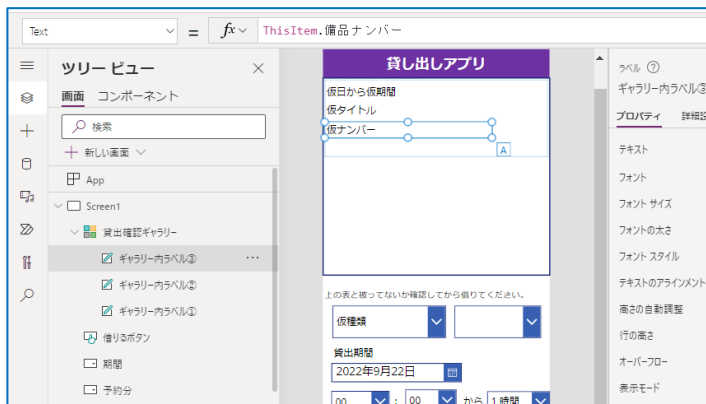 Text = fx ThisItem.備品ナンバー
ツリー ビュー
画面 コンポーネント
検索
新しい画面
App
Screen1
貸出確認ギャラリー
ギャラリー内ラベル③ ...
ギャラリー内ラベル②
ギャラリー内ラベル①
借りるボタン
期間
予約分
貸し出しアプリ
仮日から仮期間
仮タイトル
仮ナンバー
A
上の表と被ってないか確認してから借りてください。
仮種類
貸出期間
2022年9月22日
00 : 00 から 1 時間
ラベル ?
ギャラリー内ラベル③
プロパティ 詳細設
テキスト
フォント
フォント サイズ
フォントの太さ
フォント スタイル
テキストのアラインメント
高さの自動調整
行の高さ
オーバーフロー
表示モード